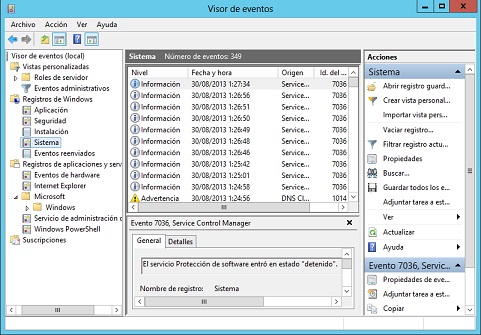 Visor de eventos
Archivo Acción Ver Ayuda
Visor de eventos (local)
Vistas personalizadas
Roles de servidor
Eventos administrativos
Registros de Windows
Aplicación
Seguridad
Instalación
Sistema
Eventos reenviados
Registros de aplicaciones y serv
Eventos de hardware
Internet Explorer
Microsoft
Windows
Servicio de administración d
Windows PowerShell
Suscripciones
Sistema Número de eventos: 349
Nivel Fecha y hora Origen Id. del ...
Información 30/08/2013 1:27:34 Service... 7036
Información 30/08/2013 1:26:56 Service... 7036
Información 30/08/2013 1:26:51 Service... 7036
Información 30/08/2013 1:26:50 Service... 7036
Información 30/08/2013 1:26:49 Service... 7036
Información 30/08/2013 1:26:48 Service... 7036
Información 30/08/2013 1:25:42 Service... 7036
Información 30/08/2013 1:25:01 Service... 7036
Información 30/08/2013 1:24:58 Service... 7036
Advertencia 30/08/2013 1:24:56 DNS Cl... 1014
Evento 7036, Service Control Manager
General Detalles
El servicio Protección de software entró en estado "detenido".
Nombre de registro: Sistema
Acciones
Sistema
Abrir registro guard...
Crear vista personal...
Importar vista pers...
Vaciar registro...
Filtrar registro actu...
Propiedades
Buscar...
Guardar todos los e...
Adjuntar tarea a est...
Ver
Actualizar
Ayuda
Evento 7036, Servic...
Propiedades de eve...
Adjuntar tarea a est...
Copiar